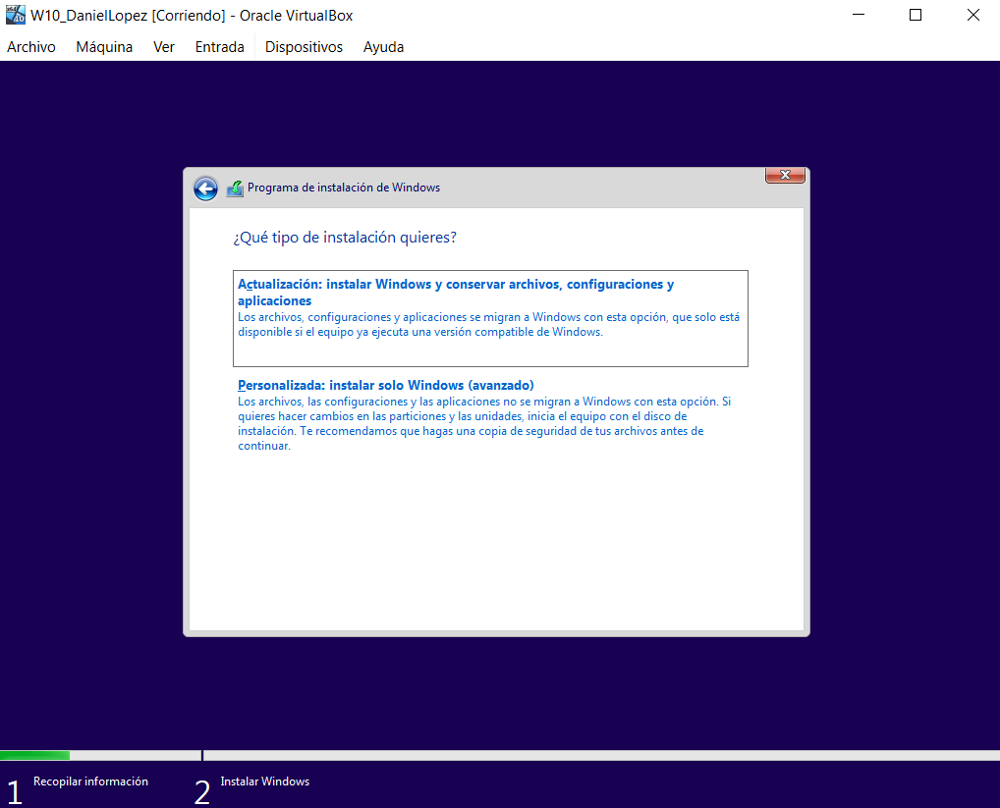 W10_DanielLopez [Corriendo] - Oracle VirtualBox
Archivo Máquina Ver Entrada Dispositivos Ayuda
Programa de instalación de Windows
¿Qué tipo de instalación quieres?
Actualización: instalar Windows y conservar archivos, configuraciones y
aplicaciones
Los archivos, configuraciones y aplicaciones se migran a Windows con esta opción, que solo está
disponible si el equipo ya ejecuta una versión compatible de Windows.
Personalizada: instalar solo Windows (avanzado)
Los archivos, las configuraciones y las aplicaciones no se migran a Windows con esta opción. Si
quieres hacer cambios en las particiones y las unidades, inicia el equipo con el disco de
instalación. Te recomendamos que hagas una copia de seguridad de tus archivos antes de
continuar.
1 Recopilar información 2 Instalar Windows